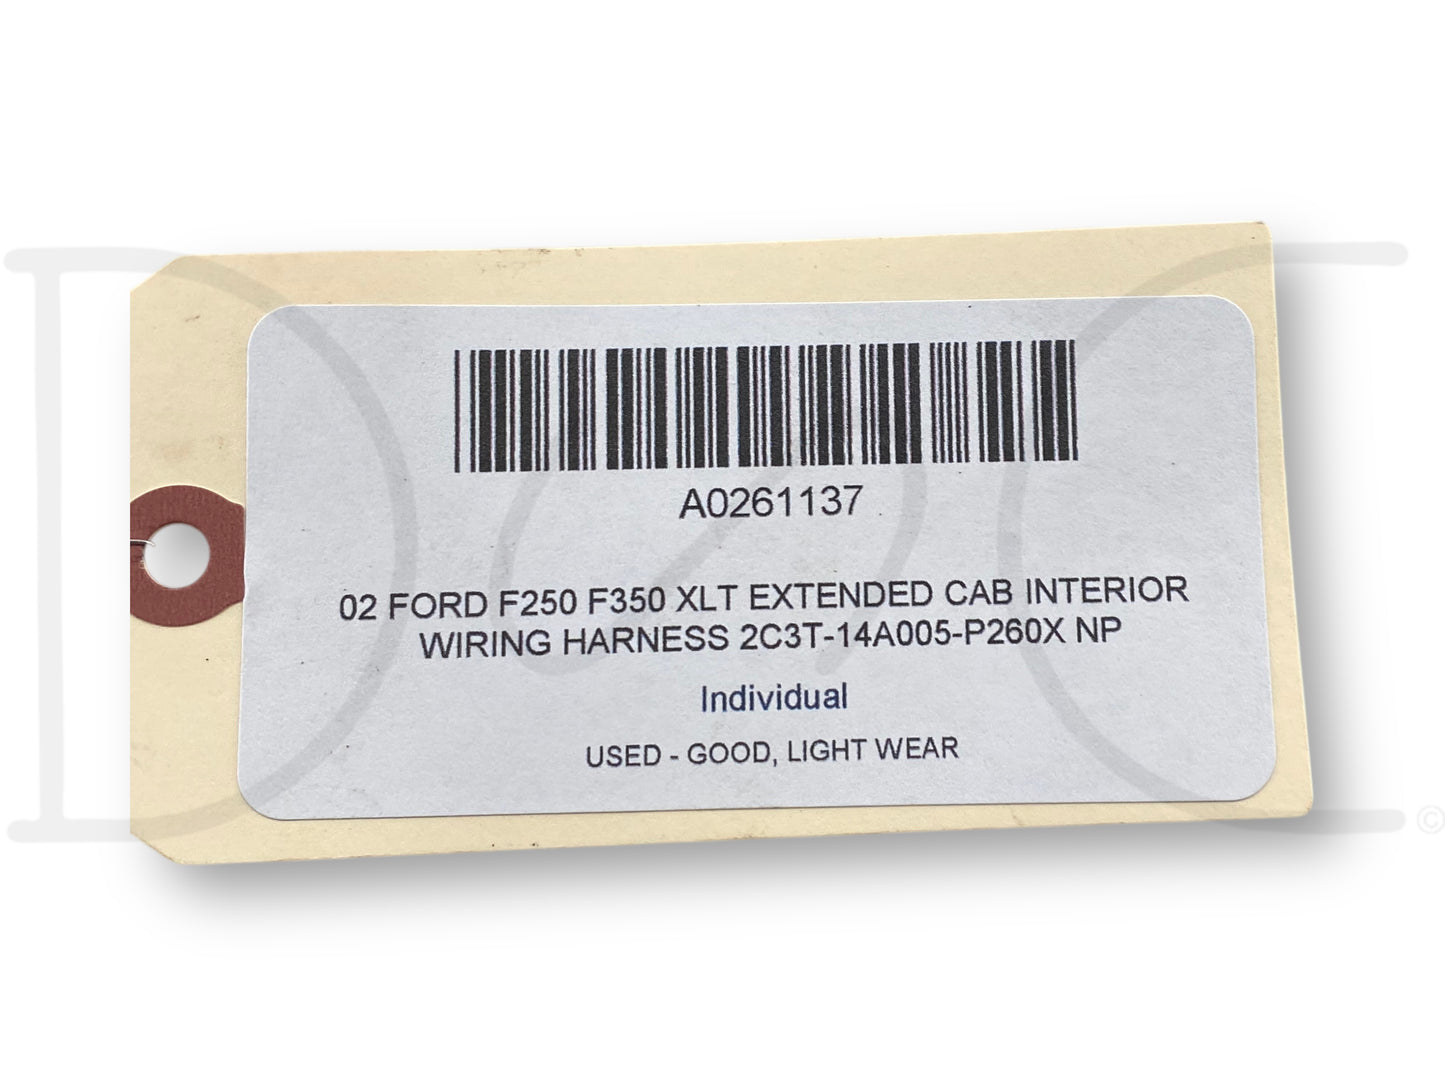 A0261137
02 FORD F250 F350 XLT EXTENDED CAB INTERIOR
WIRING HARNESS 2C3T-14A005-P260X NP
Individual
USED - GOOD, LIGHT WEAR
©